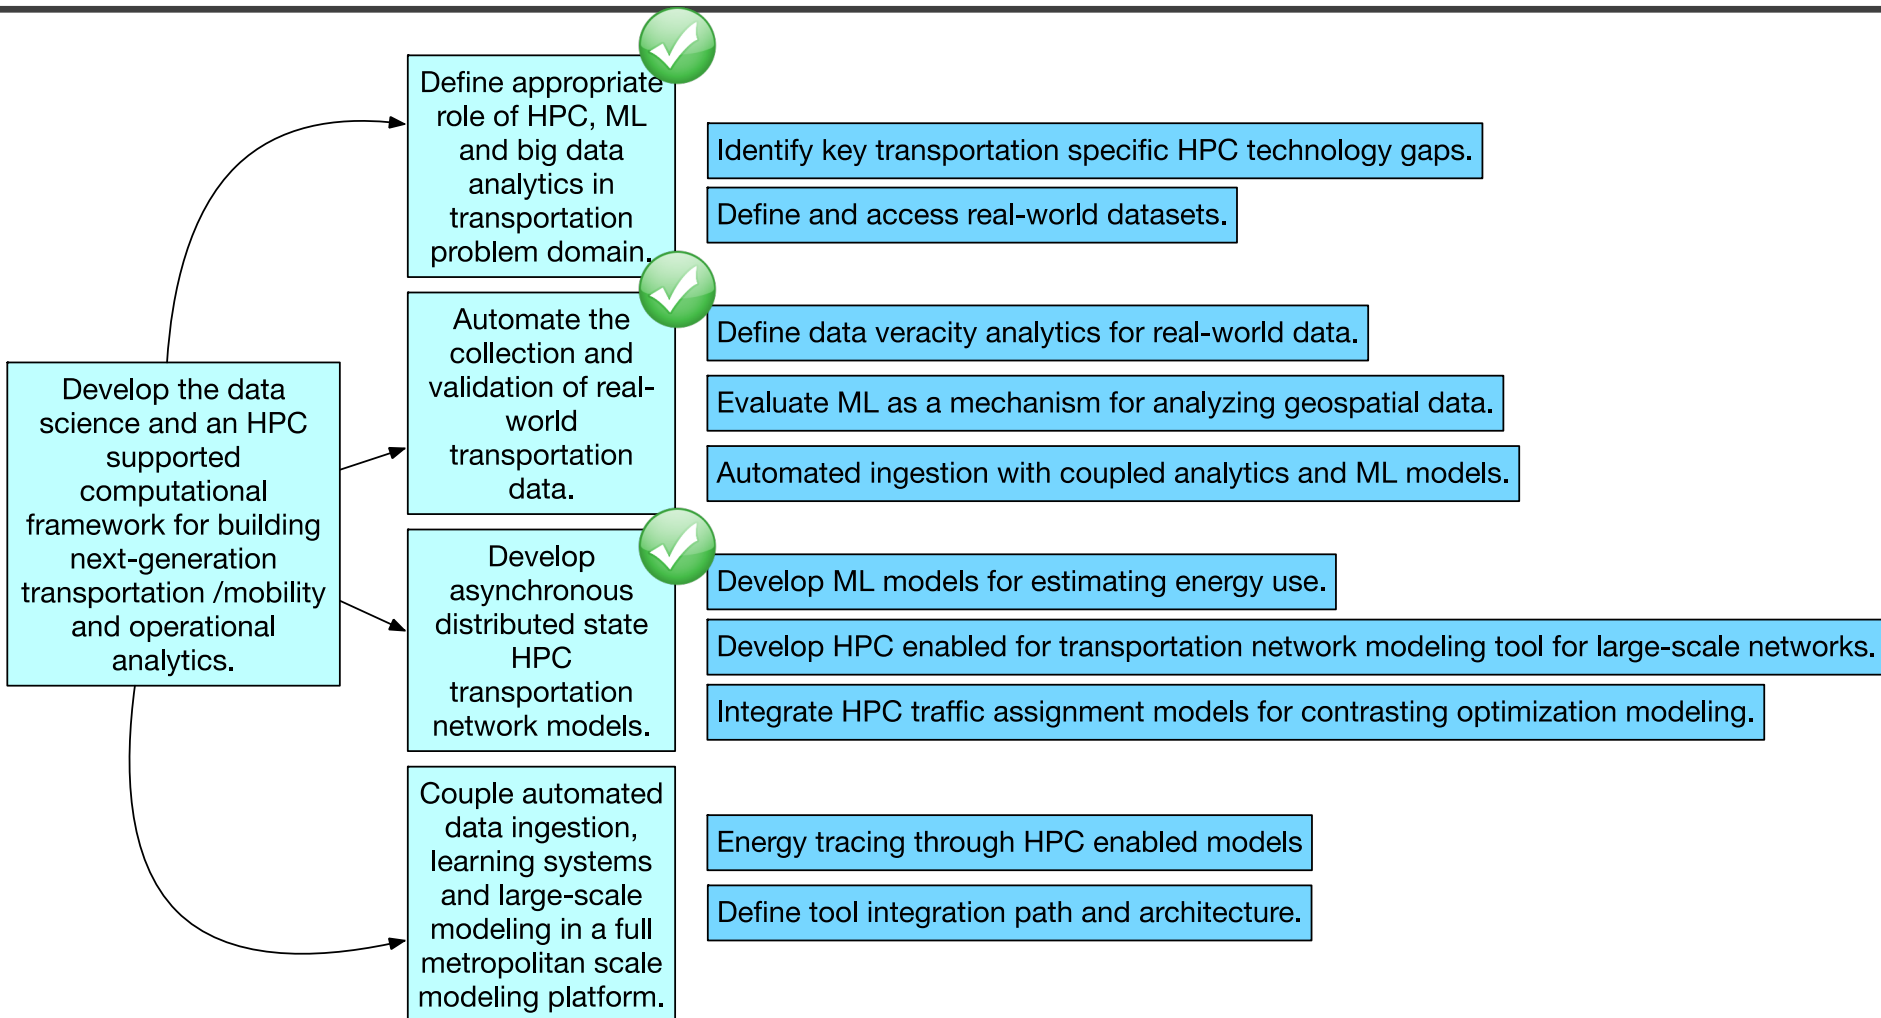 Define appropriate
role of HPC, ML
and big data
analytics in
transportation
problem domain.
Identify key transportation specific HPC technology gaps.
Define and access real-world datasets.
Automate the
collection and
validation of real-
world
transportation
data.
Define data veracity analytics for real-world data.
Evaluate ML as a mechanism for analyzing geospatial data.
Automated ingestion with coupled analytics and ML models.
Develop the data
science and an HPC
supported
computational
framework for building
next-generation
transportation /mobility
and operational
analytics.
Develop
asynchronous
distributed state
HPC
transportation
network models.
Develop ML models for estimating energy use.
Develop HPC enabled for transportation network modeling tool for large-scale networks.
Integrate HPC traffic assignment models for contrasting optimization modeling.
Couple automated
data ingestion,
learning systems
and large-scale
modeling in a full
metropolitan scale
modeling platform.
Energy tracing through HPC enabled models
Define tool integration path and architecture.